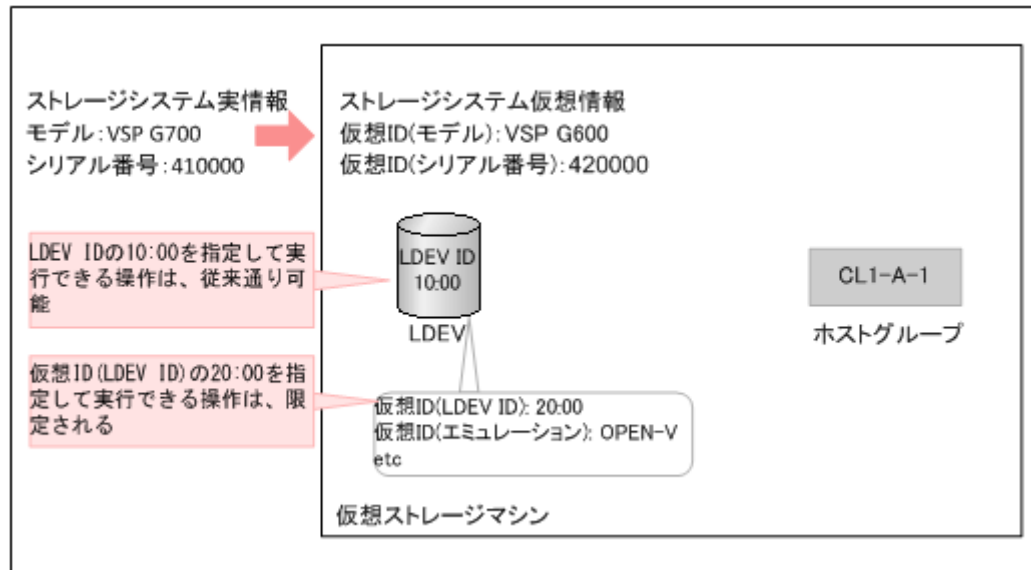 ストレージシステム実情報
モデル:VSP G700
シリアル番号:410000
ストレージシステム仮想情報
仮想ID(モデル):VSP G600
仮想ID(シリアル番号):420000
LDEV IDの10:00を指定して実
行できる操作は、従来通り可
能
LDEV ID
10:00
LDEV
CL1-A-1
ホストグループ
仮想ID(LDEV ID)の20:00を指
定して実行できる操作は、限
定される
仮想ID(LDEV ID): 20:00
仮想ID(エミュレーション): OPEN-V
etc
仮想ストレージマシン